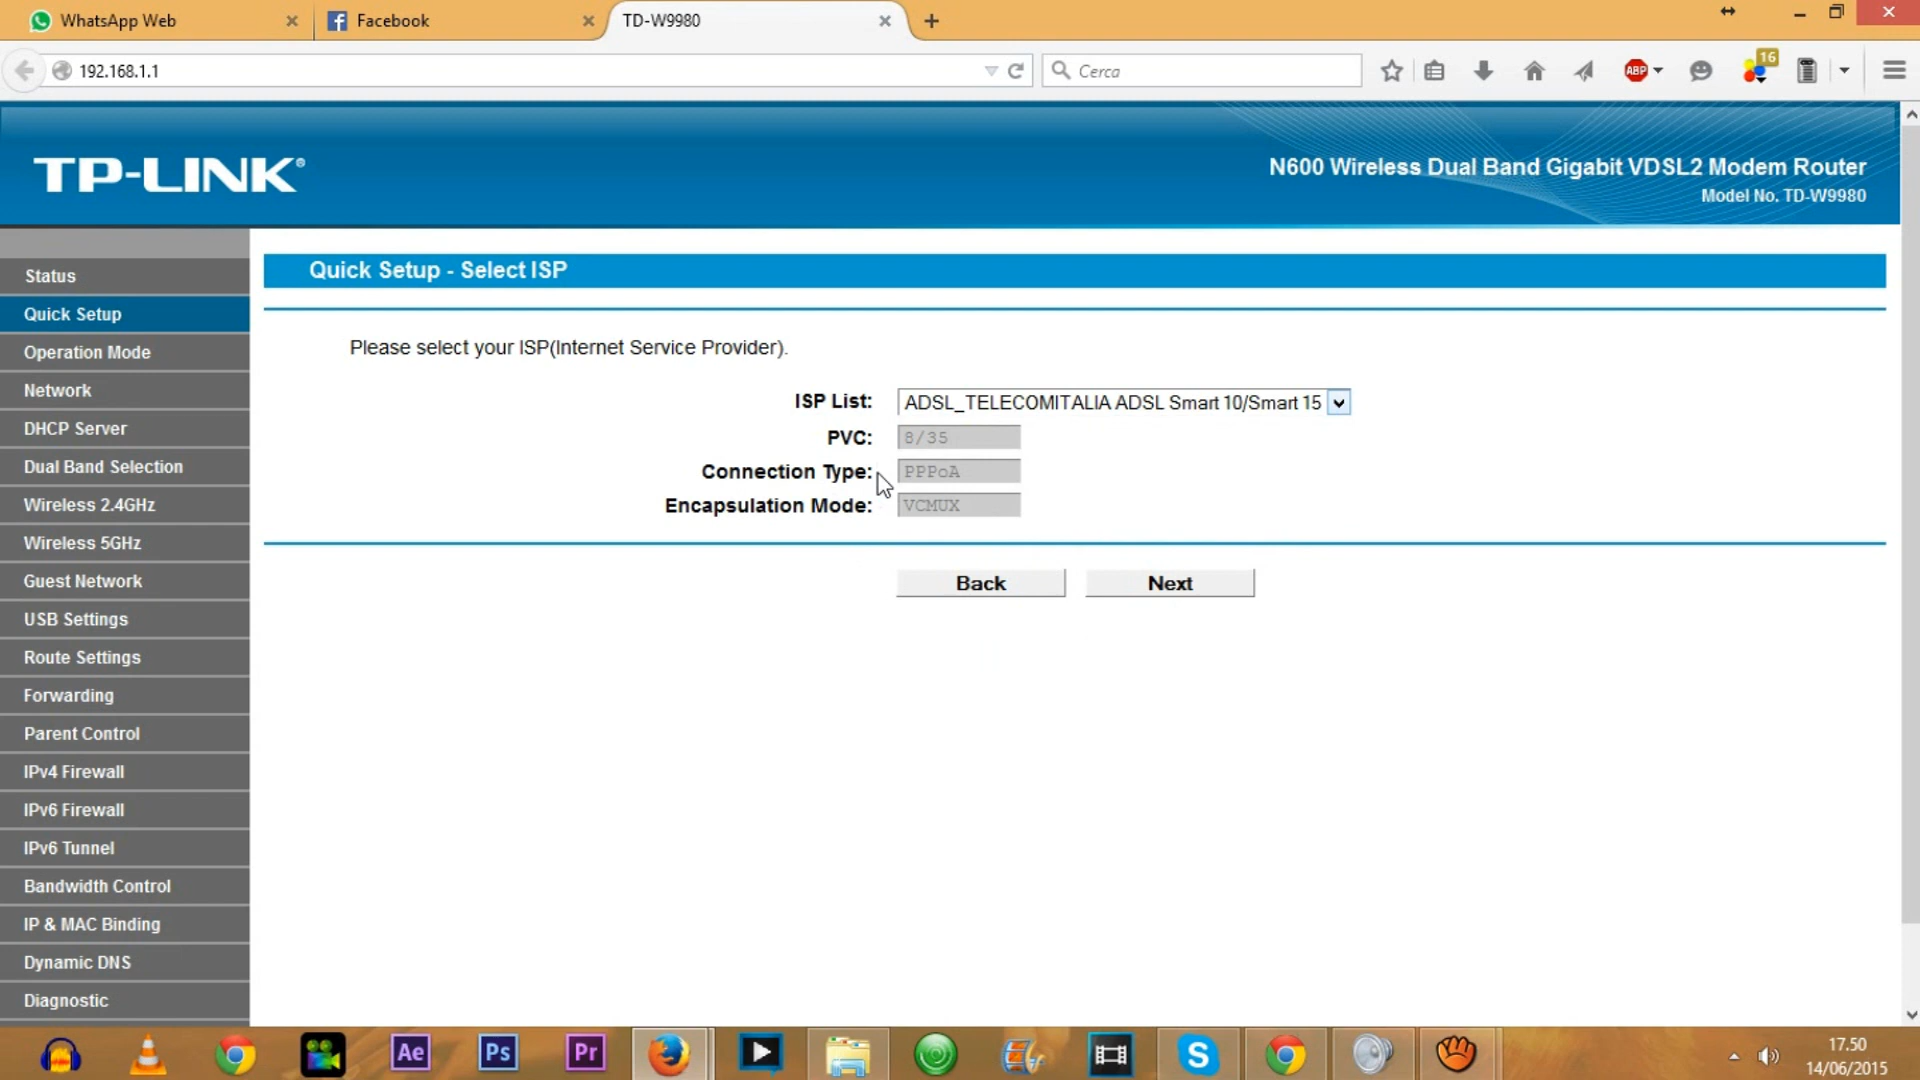 WhatsApp Web
Facebook
TD-W9980
192.168.1.1
Cerca
ABP
16
TP-LINK®
N600 Wireless Dual Band Gigabit VDSL2 Modem Router
Model No. TD-W9980
Status
Quick Setup
Operation Mode
Network
DHCP Server
Dual Band Selection
Wireless 2.4GHz
Wireless 5GHz
Guest Network
USB Settings
Route Settings
Forwarding
Parent Control
IPv4 Firewall
IPv6 Firewall
IPv6 Tunnel
Bandwidth Control
IP & MAC Binding
Dynamic DNS
Diagnostic
Quick Setup - Select ISP
Please select your ISP(Internet Service Provider).
ISP List: ADSL_TELECOMITALIA ADSL Smart 10/Smart 15
PVC: 8/35
Connection Type: PPPoA
Encapsulation Mode: VCMUX
Back Next
Ae
Ps
Pr
S
17.50
14/06/2015